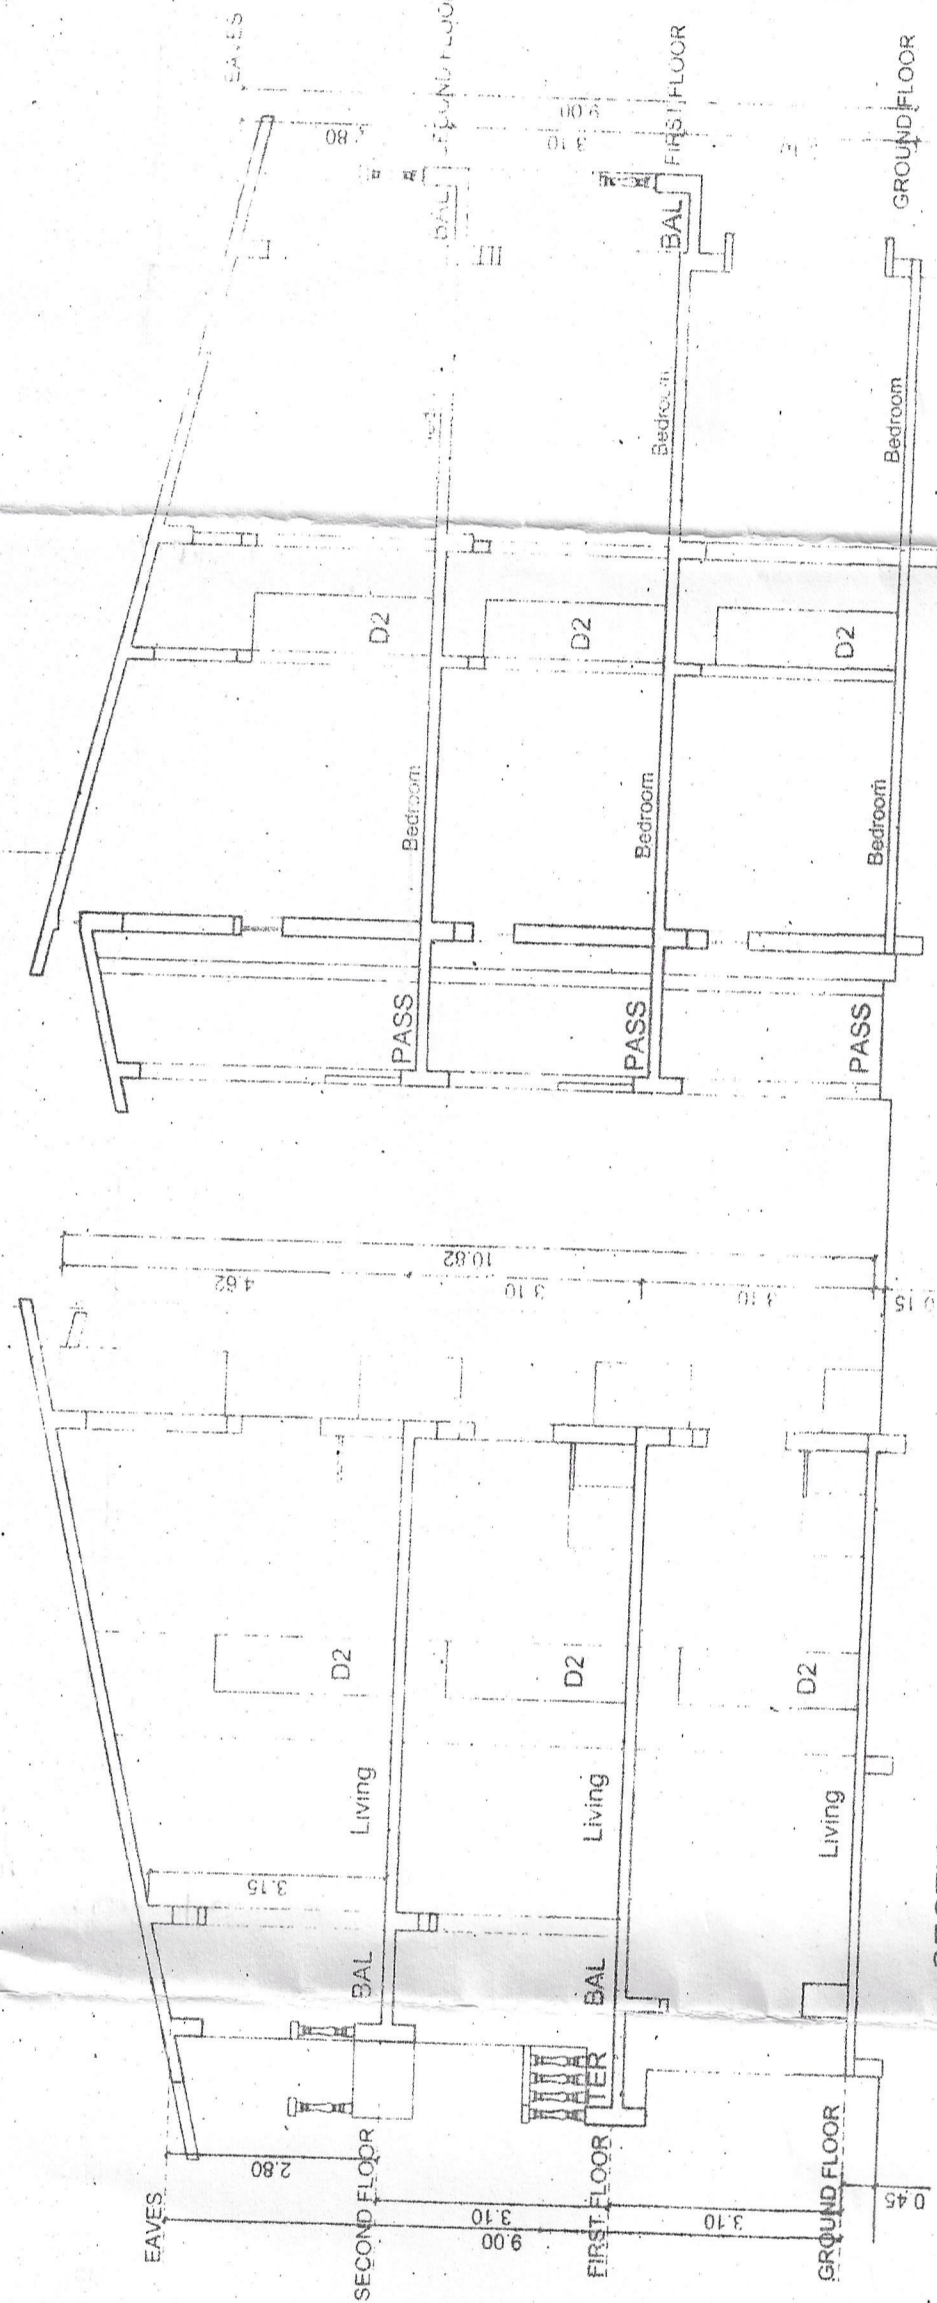 EAVES
FIRST FLOOR
GROUND FLOOR
2.80
9.00
3.10
BAL
Bedroom
Bedroom
D2
D2
D2
Bedroom
Bedroom
Bedroom
PASS
PASS
PASS
10.82
4.62
3.10
3.10
0.15
D2
D2
D2
Living
Living
Living
3.15
BAL
BAL
TER
2.80
EAVES
SECOND FLOOR
FIRST FLOOR
GROUND FLOOR
3.10
9.00
3.10
0.45